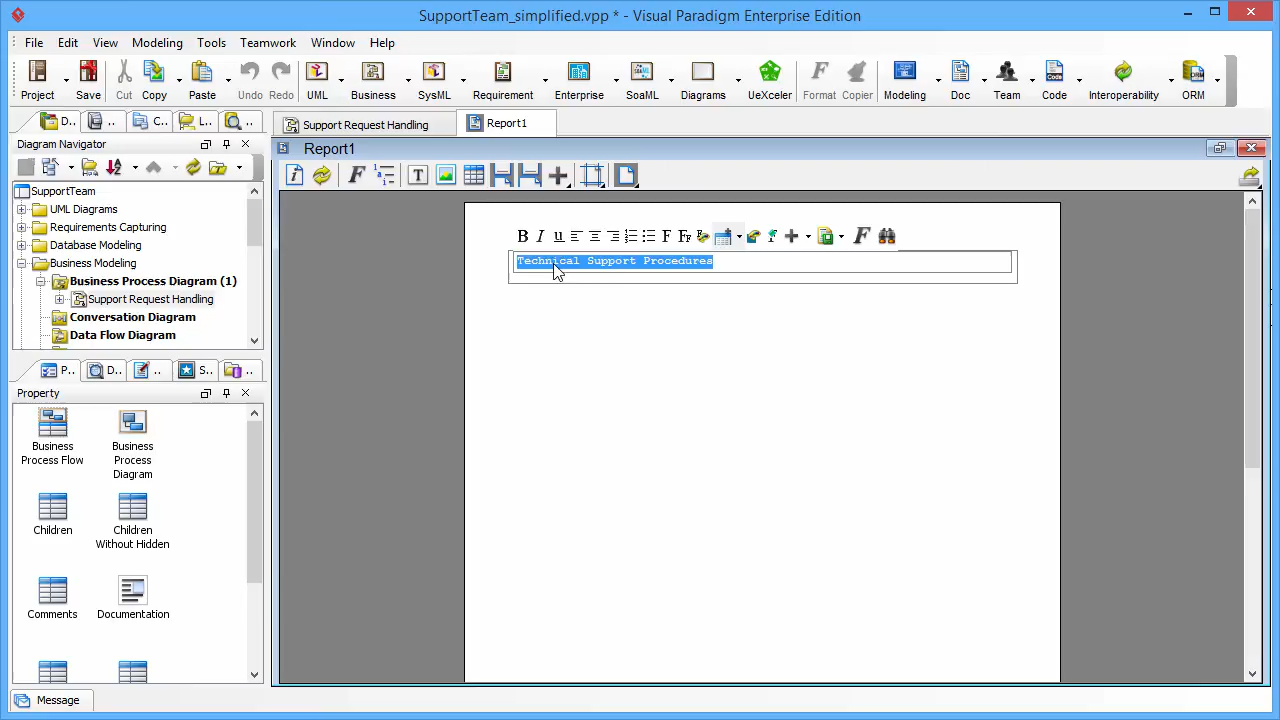 SupportTeam_simplified.vpp * - Visual Paradigm Enterprise Edition
File Edit View Modeling Tools Teamwork Window Help
Project Save Cut Copy Paste Undo Redo UML Business SysML Requirement Enterprise SoaML Diagrams UeXceler Format Copier Modeling Doc Team Code Interoperability ORM
D.. .. C.. L.. ..
Support Request Handling Report1
Diagram Navigator
Report1
SupportTeam
UML Diagrams
Requirements Capturing
Database Modeling
Business Modeling
Business Process Diagram (1)
Support Request Handling
Conversation Diagram
Data Flow Diagram
B I U F
Technical Support Procedures
P.. D.. .. S.. ..
Property
Business Process Flow
Business Process Diagram
Children
Children Without Hidden
Comments
Documentation
Message